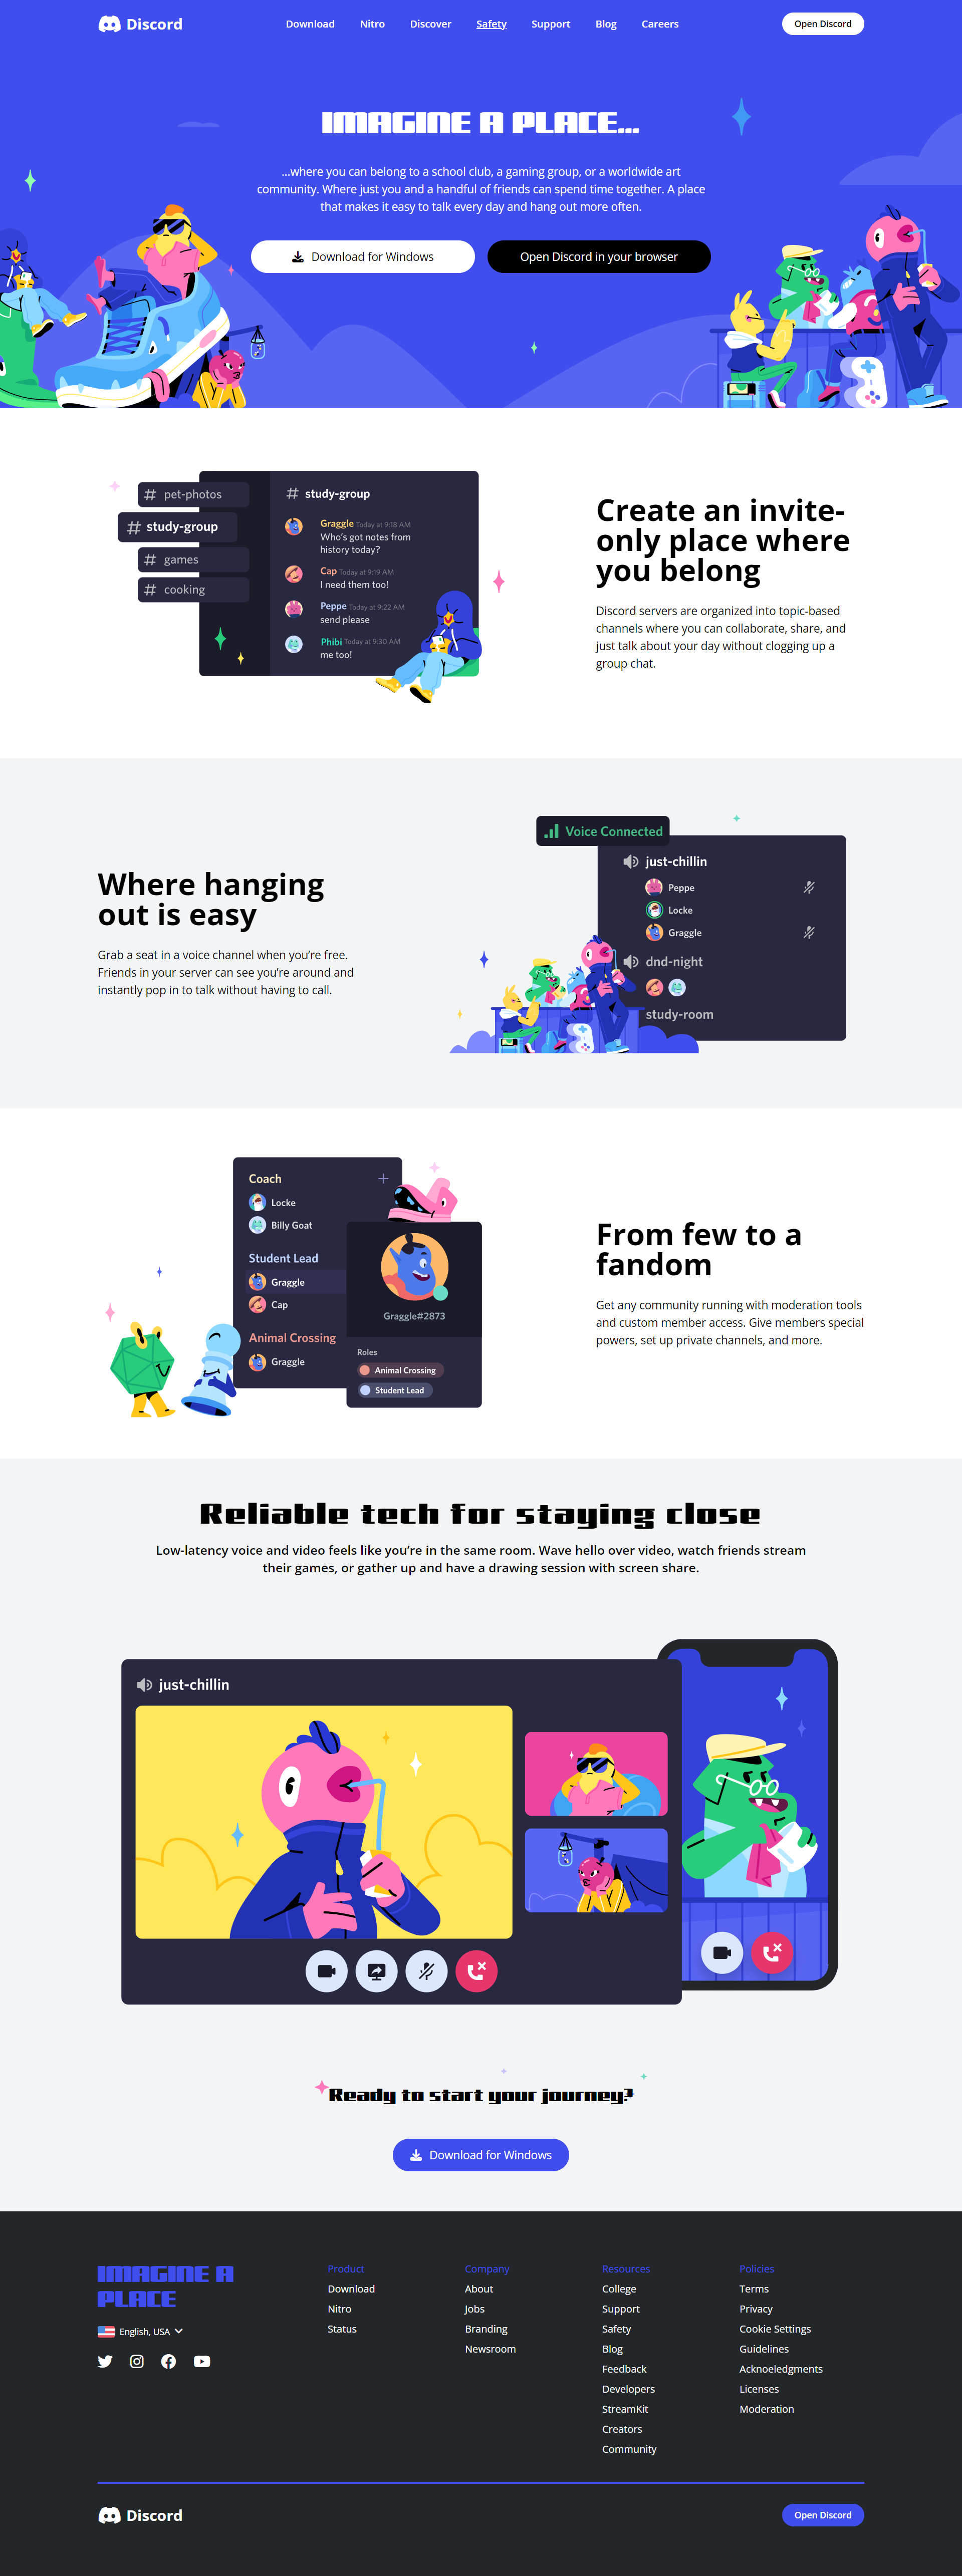 Discord
Download
Nitro
Discover
Safety
Support
Blog
Careers
Open Discord
IMAGINE A PLACE...
...where you can belong to a school club, a gaming group, or a worldwide art
community. Where just you and a handful of friends can spend time together. A place
that makes it easy to talk every day and hang out more often.
Download for Windows
Open Discord in your browser
# pet-photos
# study-group
# games
# cooking
# study-group
Graggle Today at 9:18 AM
Who's got notes from
history today?
Cap Today at 9:19 AM
I need them too!
Peppe Today at 9:22 AM
send please
Phibi Today at 9:30 AM
me too!
Create an invite-
only place where
you belong
Discord servers are organized into topic-based
channels where you can collaborate, share, and
just talk about your day without clogging up a
group chat.
Where hanging
out is easy
Grab a seat in a voice channel when you’re free.
Friends in your server can see you’re around and
instantly pop in to talk without having to call.
Voice Connected
just-chillin
Peppe
Locke
Graggle
dnd-night
study-room
Coach
Locke
Billy Goat
Student Lead
Graggle
Cap
Animal Crossing
Graggle
Graggle#2873
Roles
Animal Crossing
Student Lead
From few to a
fandom
Get any community running with moderation tools
and custom member access. Give members special
powers, set up private channels, and more.
Reliable tech for staying close
Low-latency voice and video feels like you’re in the same room. Wave hello over video, watch friends stream
their games, or gather up and have a drawing session with screen share.
just-chillin
Ready to start your journey?
Download for Windows
IMAGINE A
PLACE
English, USA
Product
Download
Nitro
Status
Company
About
Jobs
Branding
Newsroom
Resources
College
Support
Safety
Blog
Feedback
Developers
StreamKit
Creators
Community
Policies
Terms
Privacy
Cookie Settings
Guidelines
Acknoeledgments
Licenses
Moderation
Discord
Open Discord